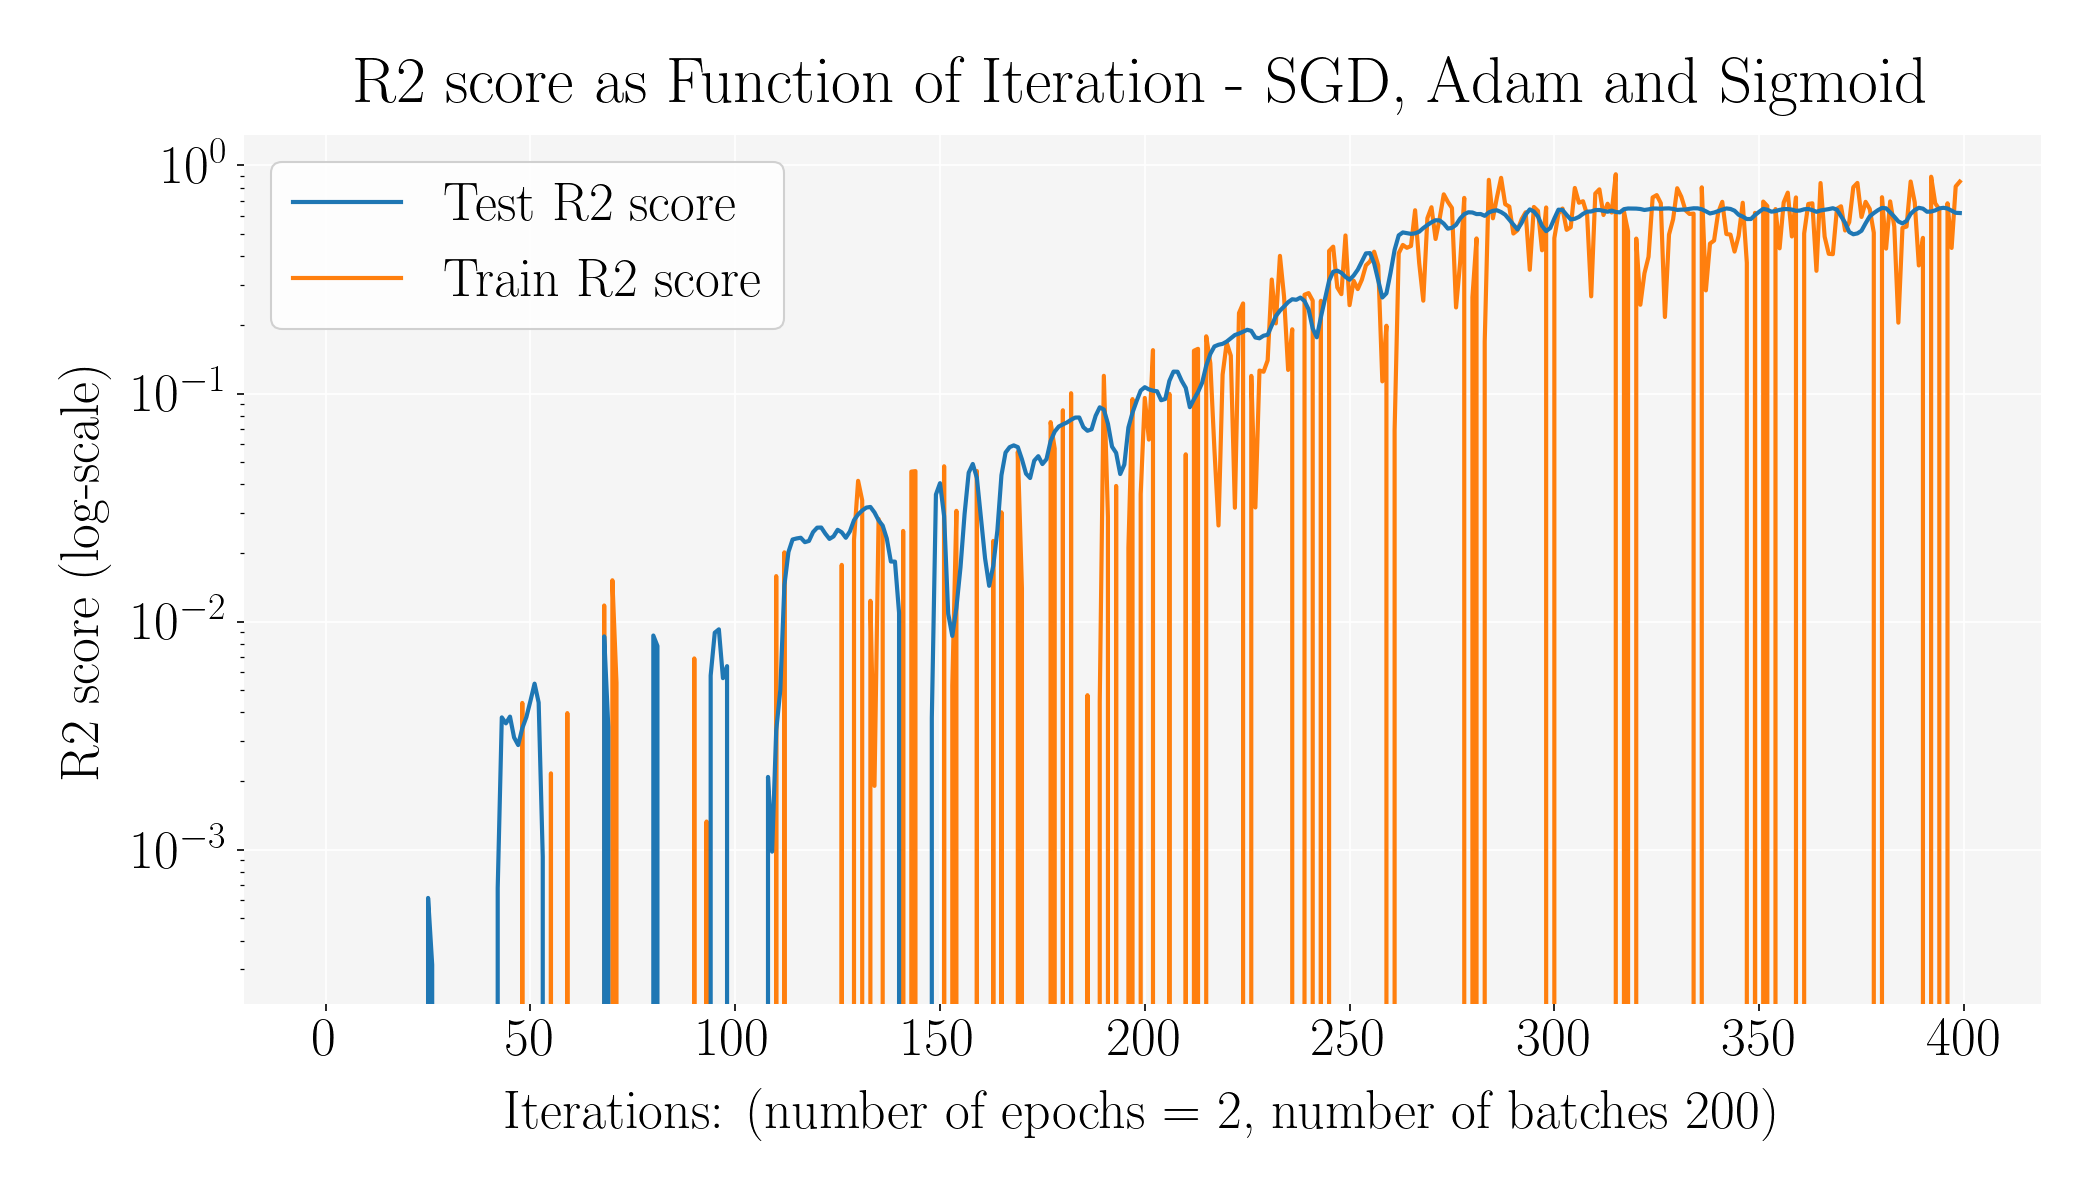 R2 score as Function of Iteration - SGD, Adam and Sigmoid
Test R2 score
Train R2 score
R2 score (log-scale)
10⁰
10⁻¹
10⁻²
10⁻³
0 50 100 150 200 250 300 350 400
Iterations: (number of epochs = 2, number of batches 200)